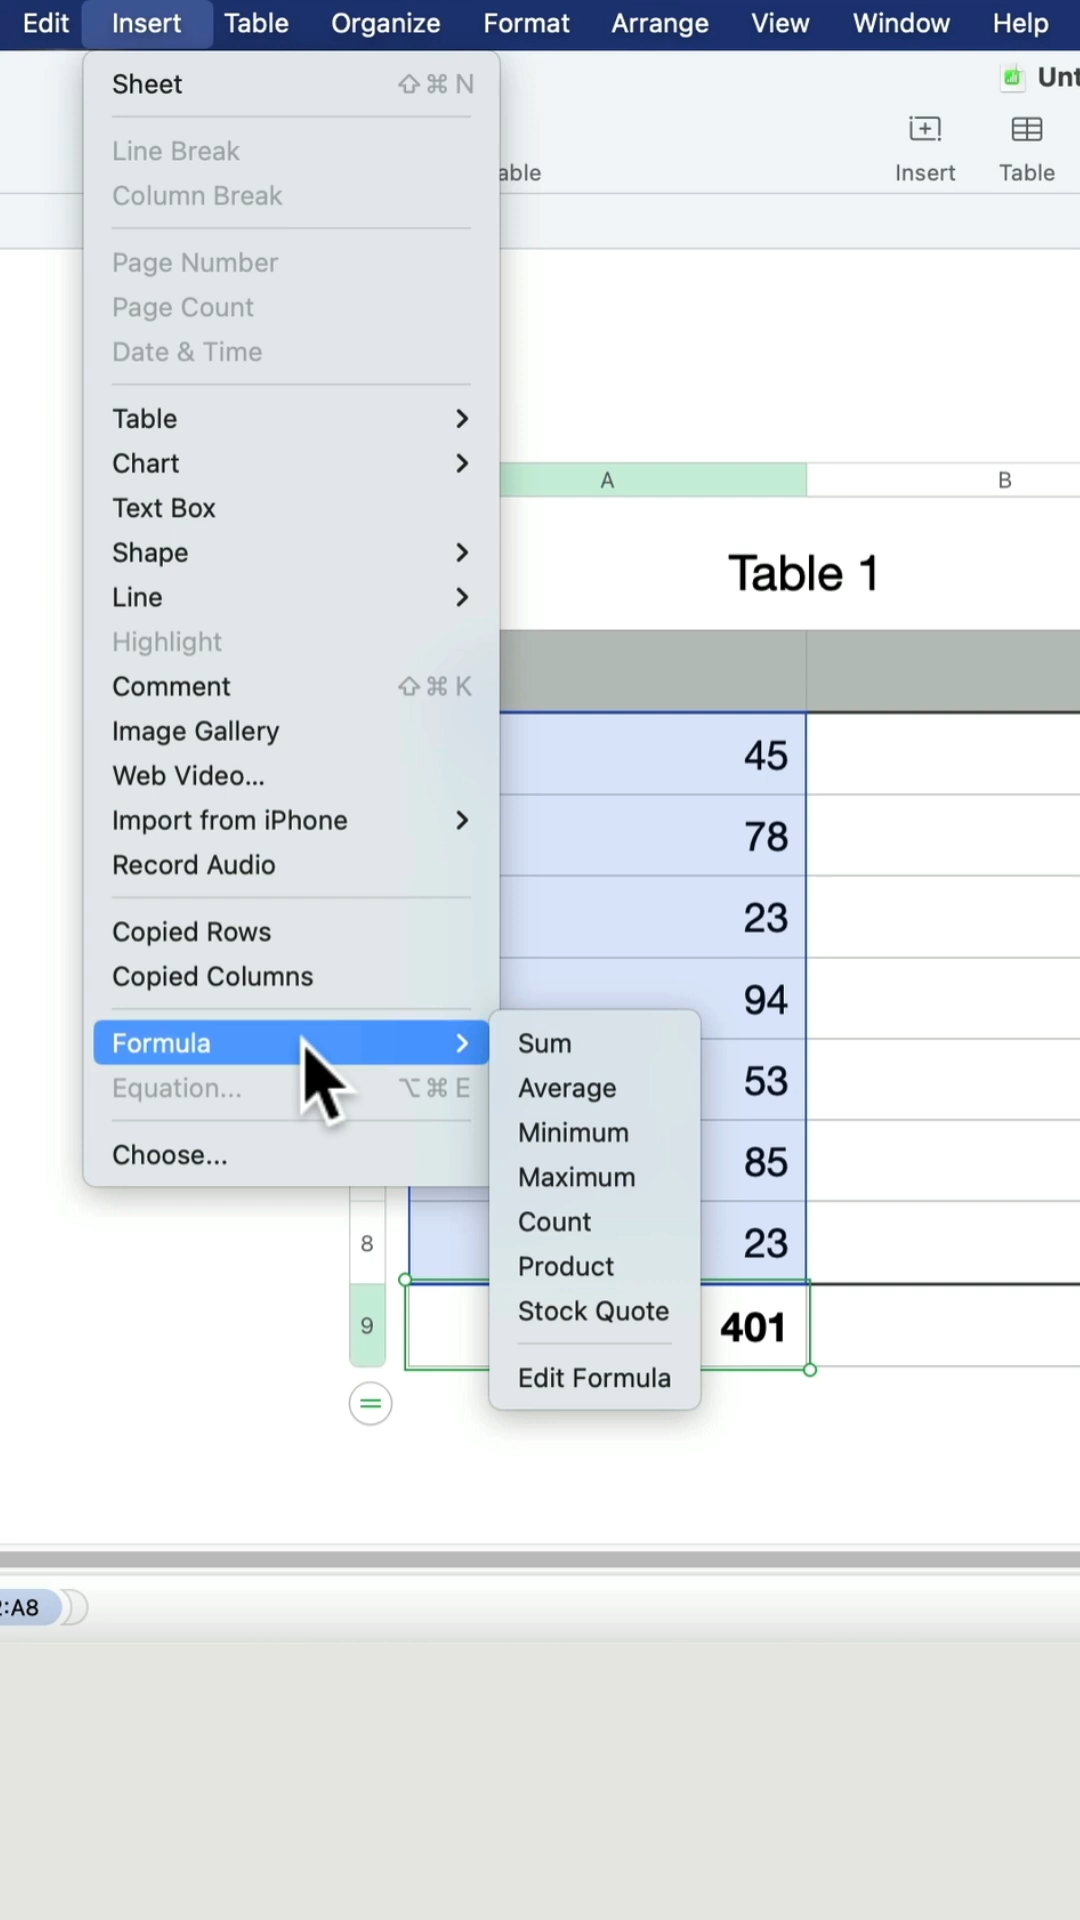 Edit Insert Table Organize Format Arrange View Window Help
Sheet ⇧⌘N
Unt
Line Break
able
Insert Table
Column Break
Page Number
Page Count
Date & Time
Table
Chart
A B
Text Box
Shape
Table 1
Line
Highlight
Comment ⇧⌘K
Image Gallery
45
Web Video...
Import from iPhone
78
Record Audio
Copied Rows
23
Copied Columns
94
Formula
Sum
Equation... ⌥⌘E
Average
53
Minimum
Choose...
Maximum
85
Count
8
23
Product
Stock Quote
9
401
Edit Formula
=
:A8